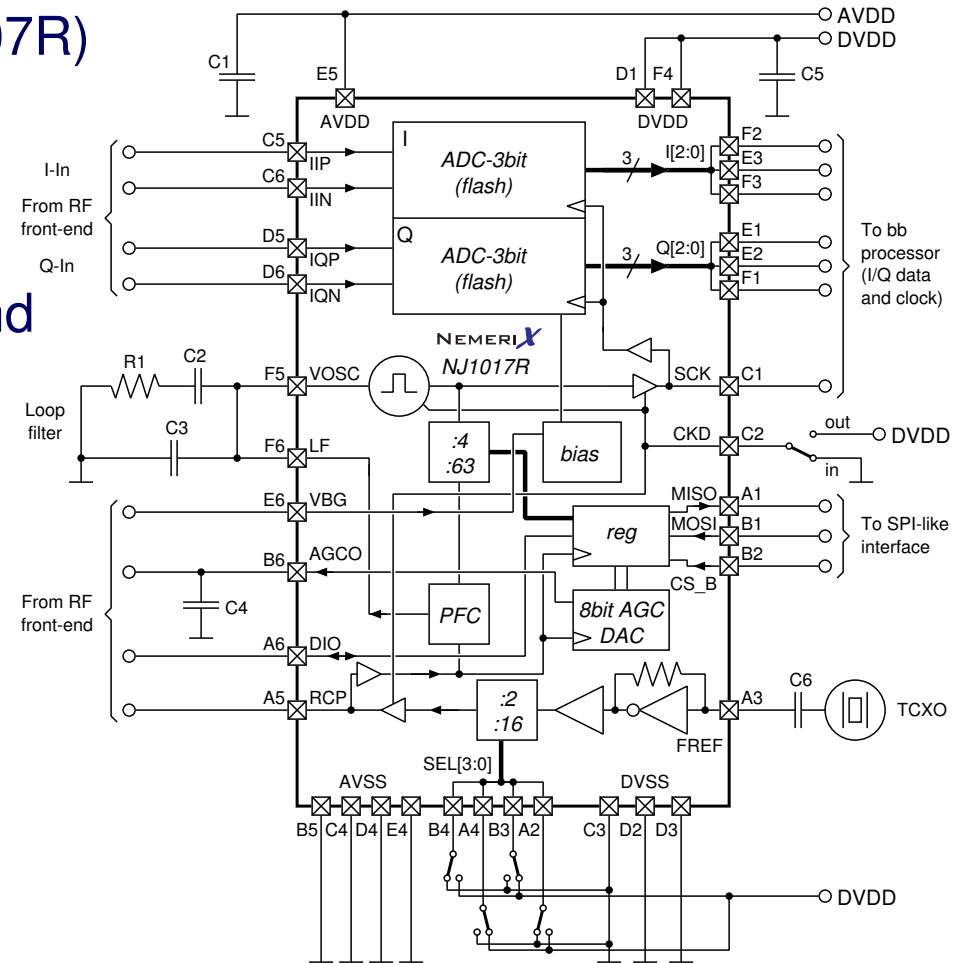 07R)
AVDD
DVDD
C1
E5
D1
F4
C5
AVDD
DVDD
C5
IIP
I
ADC-3bit
(flash)
3
I[2:0]
F2
E3
F3
I-In
C6
IIN
From RF
front-end
D5
IQP
Q
ADC-3bit
(flash)
3
Q[2:0]
E1
E2
F1
Q-In
D6
IQN
To bb
processor
(I/Q data
and clock)
nd
NEMERIX
NJ1017R
R1
C2
F5
VOSC
SCK
C1
Loop
filter
C3
F6
LF
:4
:63
bias
CKD
C2
out
DVDD
in
E6
VBG
MISO
A1
reg
MOSI
B1
To SPI-like
interface
B6
AGCO
CS_B
B2
From RF
front-end
C4
PFC
8bit AGC
DAC
A6
DIO
A5
RCP
:2
:16
FREF
A3
C6
TCXO
SEL[3:0]
AVSS
DVSS
B5
C4
D4
E4
B4
A4
B3
A2
C3
D2
D3
DVDD